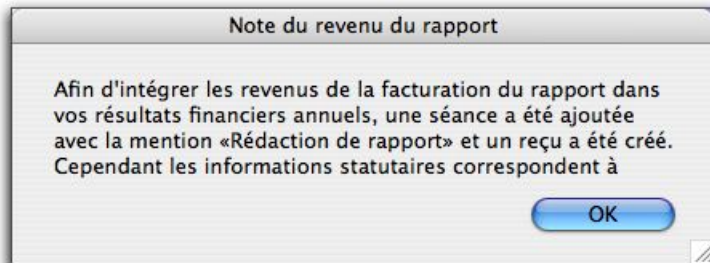 Note du revenu du rapport
Afin d'intégrer les revenus de la facturation du rapport dans
vos résultats financiers annuels, une séance a été ajoutée
avec la mention «Rédaction de rapport» et un reçu a été créé.
Cependant les informations statutaires correspondent à
OK